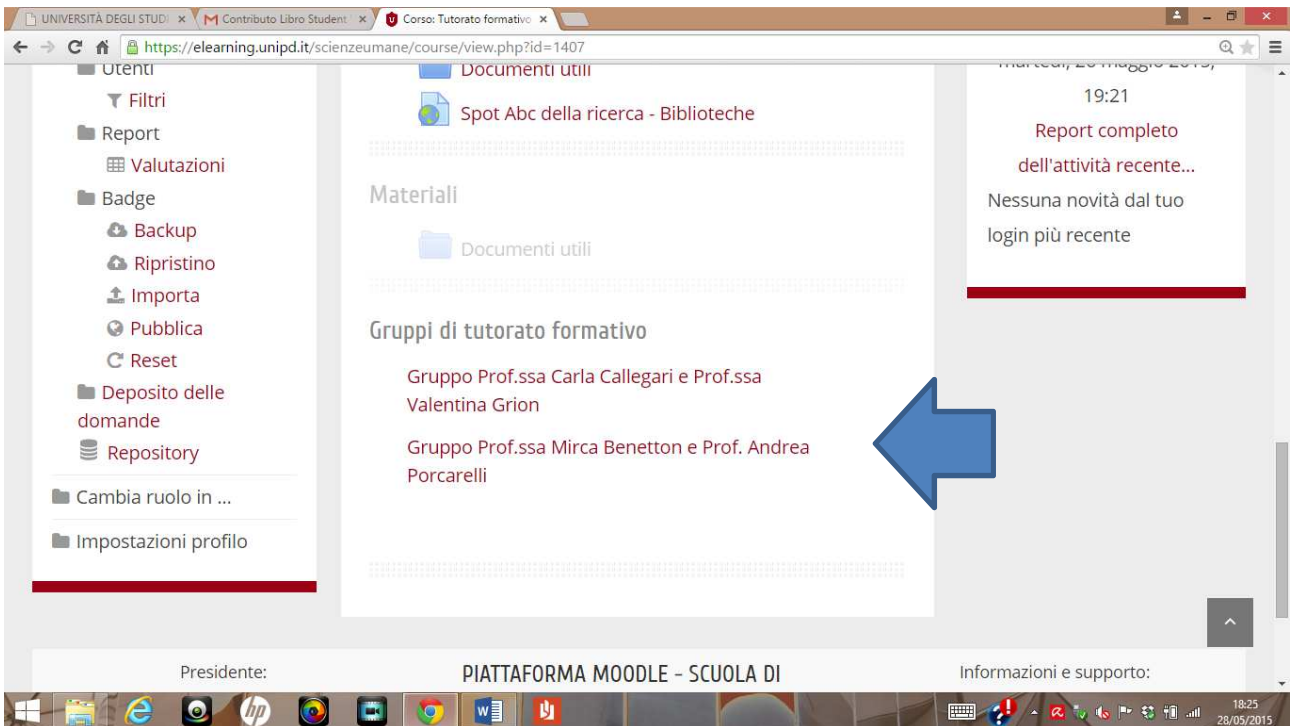 UNIVERSITÀ DEGLI STUDI
Contributo Libro Student
Corso: Tutorato formativo
https://elearning.unipd.it/scienzeumane/course/view.php?id=1407
Utenti
Filtri
Report
Valutazioni
Badge
Backup
Ripristino
Importa
Pubblica
Reset
Deposito delle
domande
Repository
Cambia ruolo in ...
Impostazioni profilo
Documenti utili
Spot Abc della ricerca - Biblioteche
Materiali
Documenti utili
Gruppi di tutorato formativo
Gruppo Prof.ssa Carla Callegari e Prof.ssa
Valentina Grion
Gruppo Prof.ssa Mirca Benetton e Prof. Andrea
Porcarelli
martedì, 26 maggio 2015,
19:21
Report completo
dell'attività recente...
Nessuna novità dal tuo
login più recente
Presidente:
PIATTAFORMA MOODLE - SCUOLA DI
Informazioni e supporto:
hp
18:25
28/05/2015